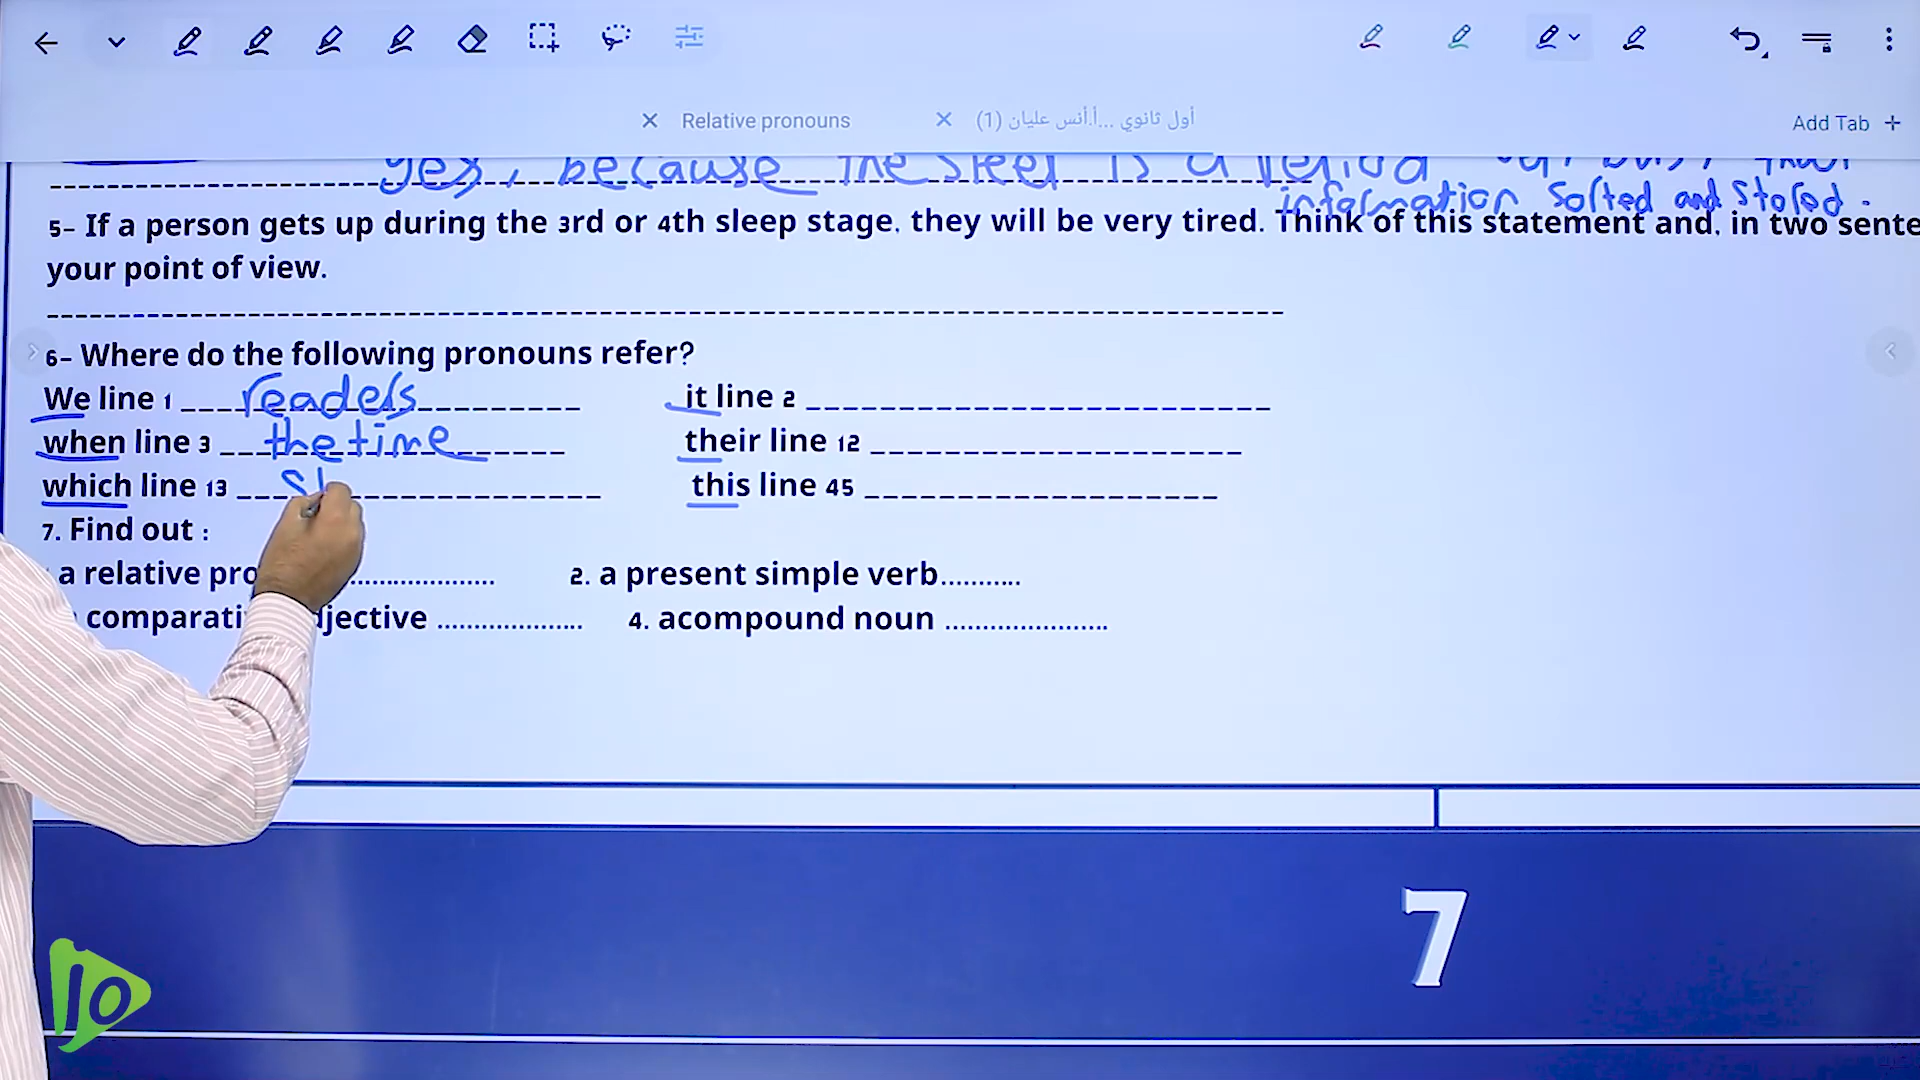 Relative pronouns
أول ثانوي ...أ.أنس عليان (1)
Add Tab
yes, because the sleep is a period
information sorted and stored.
5- If a person gets up during the 3rd or 4th sleep stage, they will be very tired. Think of this statement and, in two sente
your point of view.
6- Where do the following pronouns refer?
We line 1 readers it line 2
when line 3 the time their line 12
which line 13 this line 45
7. Find out :
a relative pro 2. a present simple verb
comparati djective 4. acompound noun
7
JO